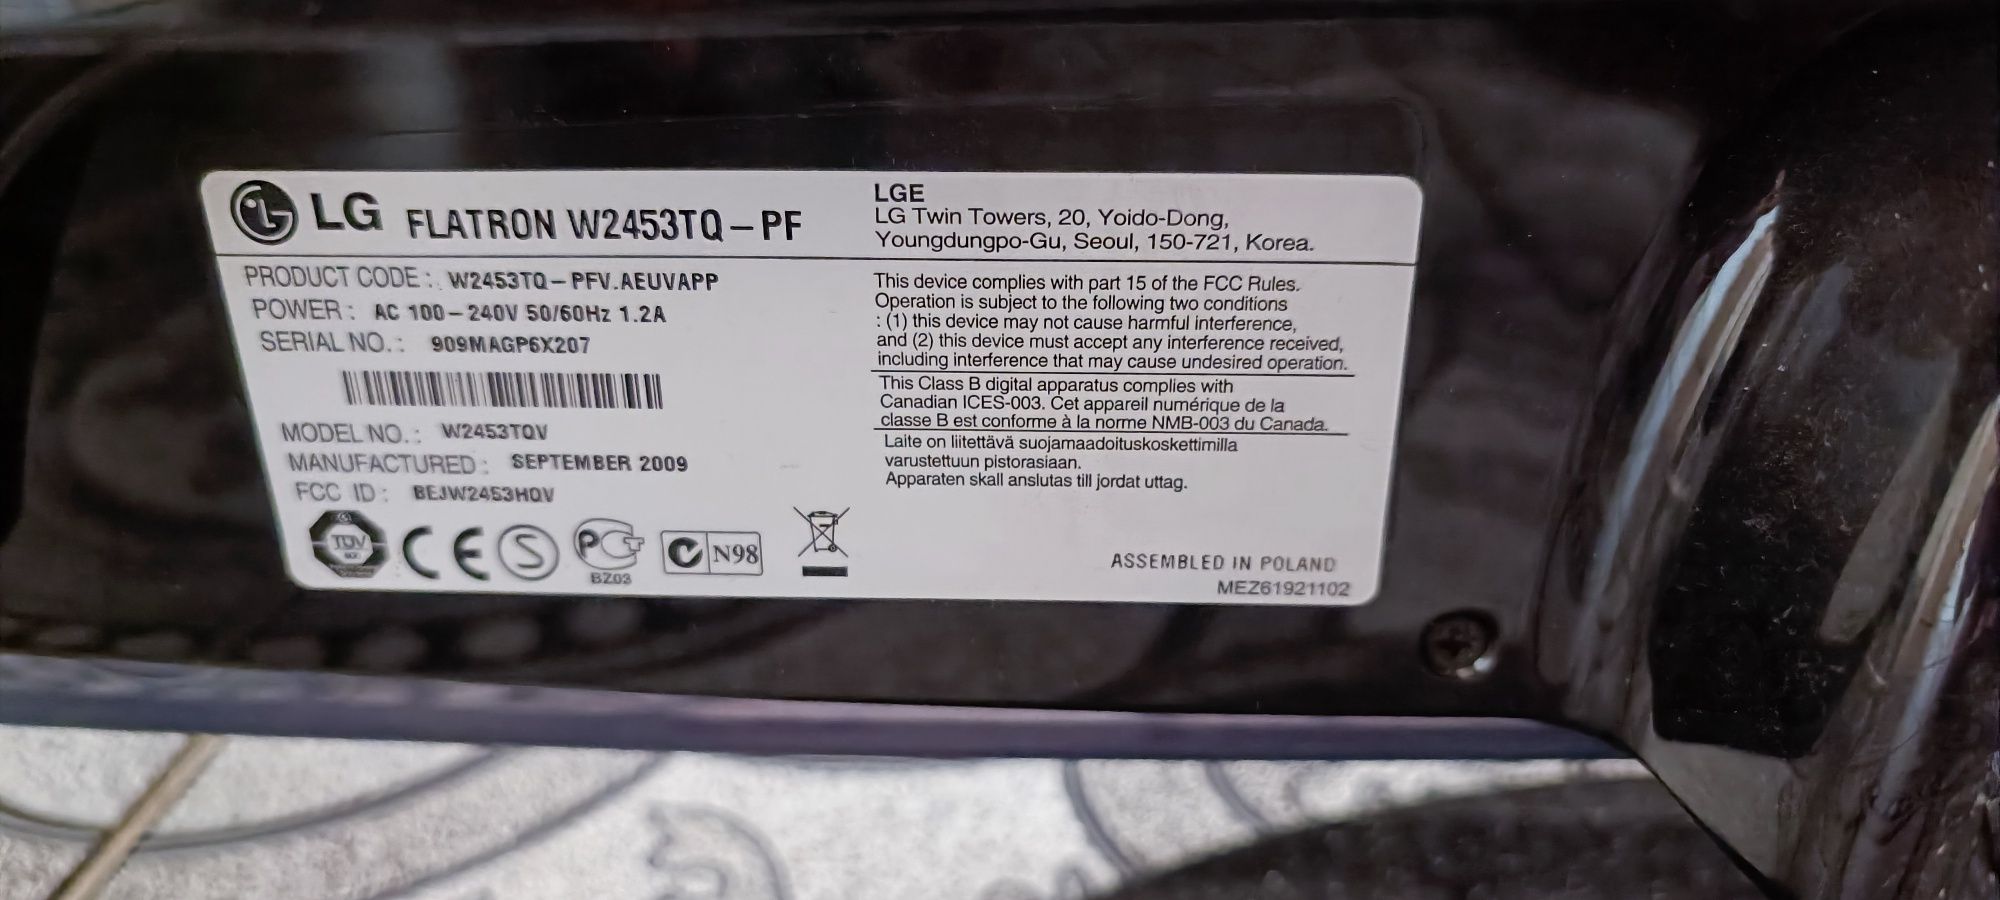 LG FLATRON W2453TQ-PF
LGE
LG Twin Towers, 20, Yoido-Dong,
Youngdungpo-Gu, Seoul, 150-721, Korea.
PRODUCT CODE : W2453TQ-PFV.AEUVAPP
POWER : AC 100-240V 50/60Hz 1.2A
SERIAL NO. : 909MAGP6X207
MODEL NO. : W2453TQV
MANUFACTURED : SEPTEMBER 2009
FCC ID : BEJW2453HQV
TÜV
CE
S
PCT
BZ03
N98
This device complies with part 15 of the FCC Rules.
Operation is subject to the following two conditions
: (1) this device may not cause harmful interference,
and (2) this device must accept any interference received,
including interference that may cause undesired operation.
This Class B digital apparatus complies with
Canadian ICES-003. Cet appareil numérique de la
classe B est conforme à la norme NMB-003 du Canada.
Laite on liitettävä suojamaadoituskoskettimilla
varustettuun pistorasiaan.
Apparaten skall anslutas till jordat uttag.
ASSEMBLED IN POLAND
MEZ61921102